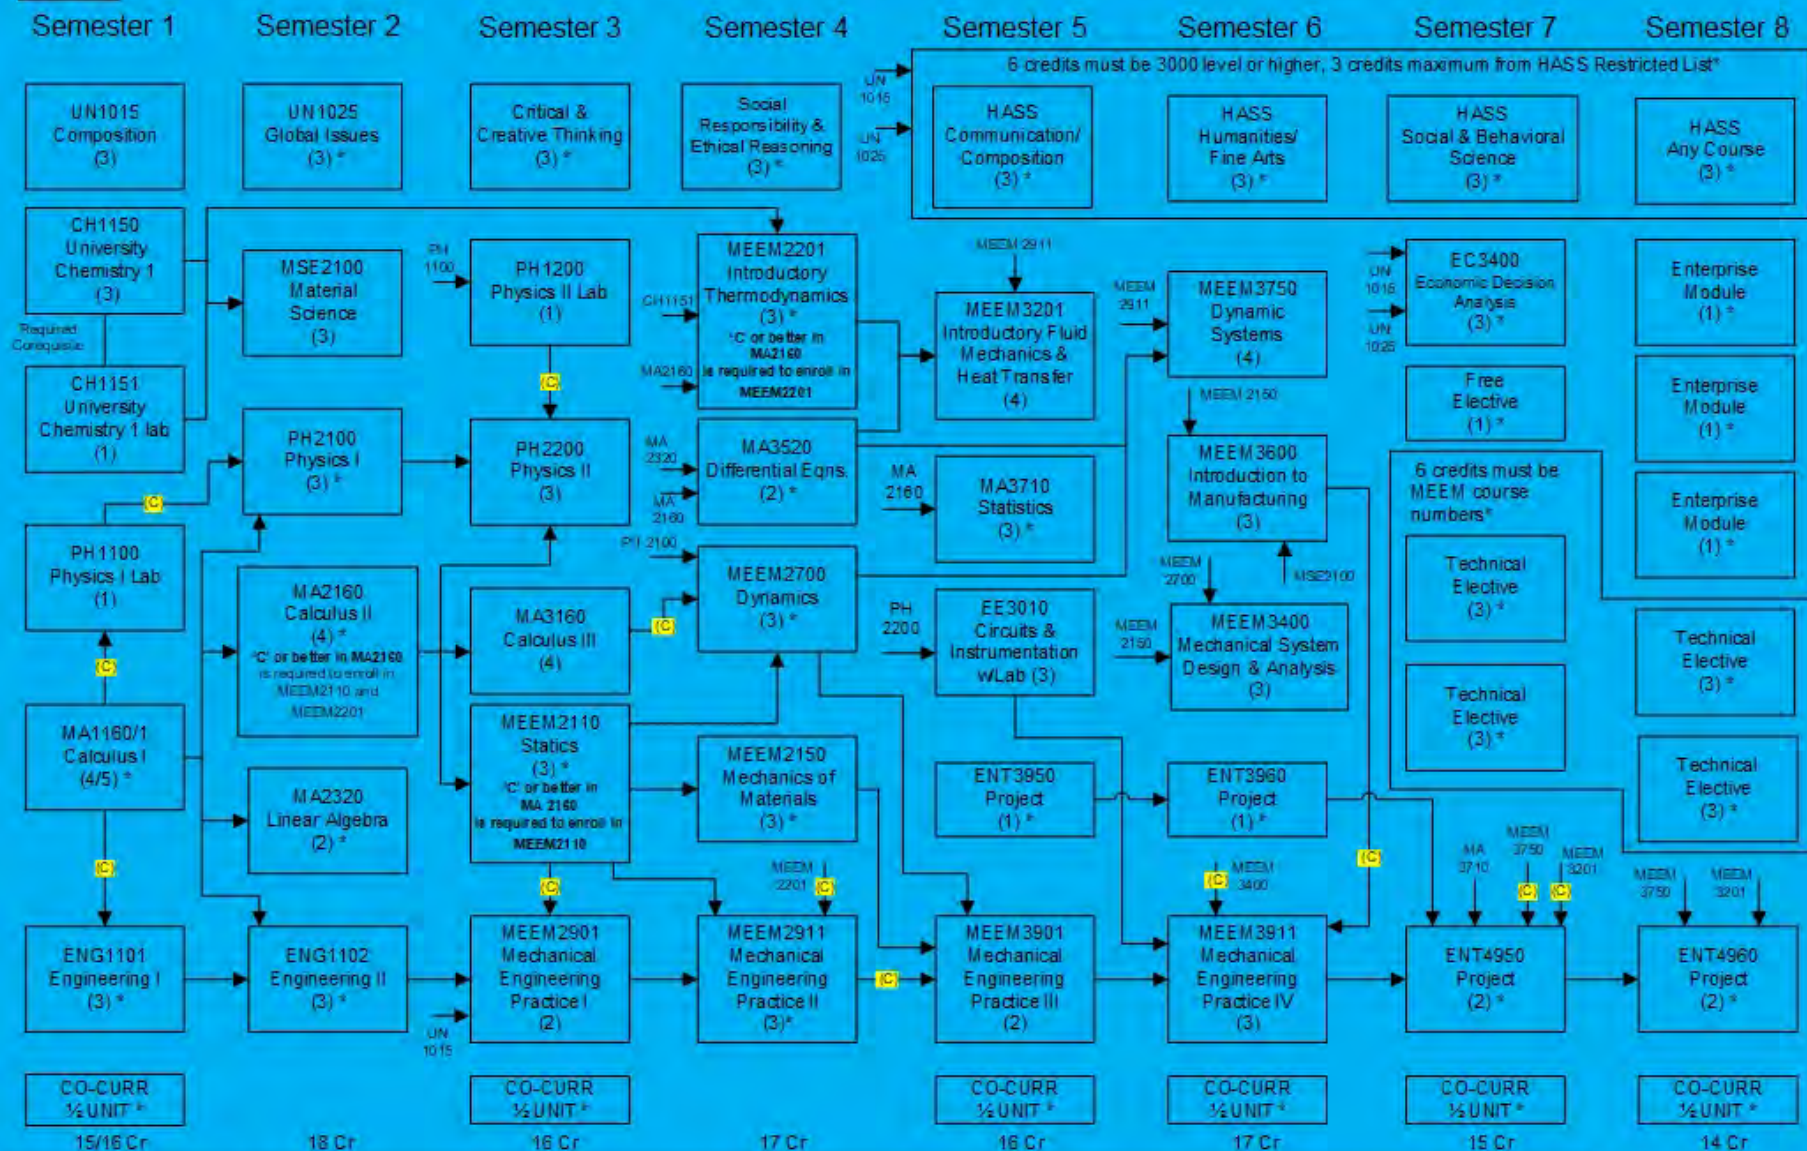 Semester 1
Semester 2
Semester 3
Semester 4
Semester 5
Semester 6
Semester 7
Semester 8
6 credits must be 3000 level or higher, 3 credits maximum from HASS Restricted List*
UN
1015
UN
1025
UN1015
Composition
(3)
UN1025
Global Issues
(3) *
Critical &
Creative Thinking
(3) *
Social
Responsibility &
Ethical Reasoning
(3) *
HASS
Communication/
Composition
(3) *
HASS
Humanities/
Fine Arts
(3) *
HASS
Social & Behavioral
Science
(3) *
HASS
Any Course
(3) *
CH1150
University
Chemistry 1
(3)
Required
Corequisite
CH1151
University
Chemistry 1 lab
(1)
(C)
PH1100
Physics I Lab
(1)
(C)
MA1160/1
Calculus I
(4/5) *
(C)
ENG1101
Engineering I
(3) *
CO-CURR
½ UNIT *
15/16 Cr
MSE2100
Material
Science
(3)
PH2100
Physics I
(3) *
MA2160
Calculus II
(4) *
'C' or better in MA2160
is required to enroll in
MEEM2110 and
MEEM2201
MA2320
Linear Algebra
(2) *
ENG1102
Engineering II
(3) *
18 Cr
PH
1100
PH1200
Physics II Lab
(1)
(C)
PH2200
Physics II
(3)
MA3160
Calculus III
(4)
(C)
MEEM2110
Statics
(3) *
'C' or better in
MA 2160
is required to enroll in
MEEM2110
(C)
MEEM2901
Mechanical
Engineering
Practice I
(2)
UN
1015
CO-CURR
½ UNIT *
16 Cr
CH1151
MA2160
MEEM2201
Introductory
Thermodynamics
(3) *
'C' or better in
MA2160
is required to enroll in
MEEM2201
MA
2320
MA
2160
MA3520
Differential Eqns.
(2) *
PH 2100
MEEM2700
Dynamics
(3) *
MEEM2150
Mechanics of
Materials
(3) *
MEEM
2201
(C)
MEEM2911
Mechanical
Engineering
Practice II
(3)*
(C)
17 Cr
MEEM 2911
MEEM3201
Introductory Fluid
Mechanics &
Heat Transfer
(4)
MA
2160
MA3710
Statistics
(3) *
PH
2200
EE3010
Circuits &
Instrumentation
w/Lab (3)
ENT3950
Project
(1) *
MEEM3901
Mechanical
Engineering
Practice III
(2)
CO-CURR
½ UNIT *
16 Cr
MEEM
2911
MEEM3750
Dynamic
Systems
(4)
MEEM 2150
MEEM3600
Introduction to
Manufacturing
(3)
MEEM
2700
MSE2100
MEEM
2150
MEEM3400
Mechanical System
Design & Analysis
(3)
ENT3960
Project
(1) *
(C)
MEEM
3400
(C)
MEEM3911
Mechanical
Engineering
Practice IV
(3)
CO-CURR
½ UNIT *
17 Cr
UN
1015
UN
1025
EC3400
Economic Decision
Analysis
(3) *
Free
Elective
(1) *
6 credits must be
MEEM course
numbers*
Technical
Elective
(3) *
Technical
Elective
(3) *
MA
3710
MEEM
3750
(C)
MEEM
3201
(C)
ENT4950
Project
(2) *
CO-CURR
½ UNIT *
15 Cr
Enterprise
Module
(1) *
Enterprise
Module
(1) *
Enterprise
Module
(1) *
Technical
Elective
(3) *
Technical
Elective
(3) *
MEEM
3750
MEEM
3201
ENT4960
Project
(2) *
CO-CURR
½ UNIT *
14 Cr